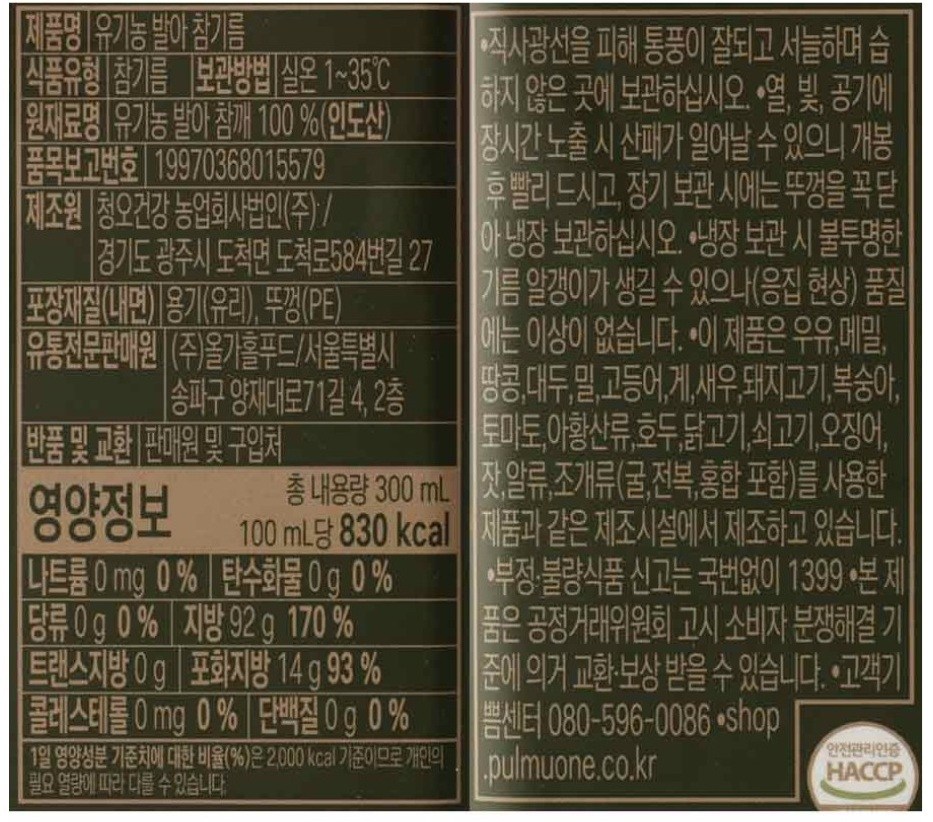 제품명 유기농 발아 참기름
식품유형 참기름 보관방법 실온 1~35℃
원재료명 유기농 발아 참깨 100 %(인도산)
품목보고번호 19970368015579
제조원 청오건강 농업회사법인(주) /
경기도 광주시 도척면 도척로584번길 27
포장재질(내면) 용기(유리), 뚜껑(PE)
유통전문판매원 (주)올가홀푸드/서울특별시
송파구 양재대로71길 4, 2층
반품 및 교환 판매원 및 구입처
영양정보 총 내용량 300 mL
100 mL당 830 kcal
나트륨 0 mg 0 % 탄수화물 0 g 0 %
당류 0 g 0 % 지방 92 g 170 %
트랜스지방 0 g 포화지방 14 g 93 %
콜레스테롤 0 mg 0 % 단백질 0 g 0 %
1일 영양성분 기준치에 대한 비율(%)은 2,000 kcal 기준이므로 개인의
필요 열량에 따라 다를 수 있습니다.
•직사광선을 피해 통풍이 잘되고 서늘하며 습
하지 않은 곳에 보관하십시오. •열, 빛, 공기에
장시간 노출 시 산패가 일어날 수 있으니 개봉
후 빨리 드시고, 장기 보관 시에는 뚜껑을 꼭 닫
아 냉장 보관하십시오. •냉장 보관 시 불투명한
기름 알갱이가 생길 수 있으나(응집 현상) 품질
에는 이상이 없습니다. •이 제품은 우유,메밀,
땅콩,대두,밀,고등어,게,새우,돼지고기,복숭아,
토마토,아황산류,호두,닭고기,쇠고기,오징어,
잣,알류,조개류(굴,전복,홍합 포함)를 사용한
제품과 같은 제조시설에서 제조하고 있습니다.
•부정·불량식품 신고는 국번없이 1399 •본 제
품은 공정거래위원회 고시 소비자 분쟁해결 기
준에 의거 교환·보상 받을 수 있습니다. •고객기
쁨센터 080-596-0086 •shop
.pulmuone.co.kr
안전관리인증
HACCP